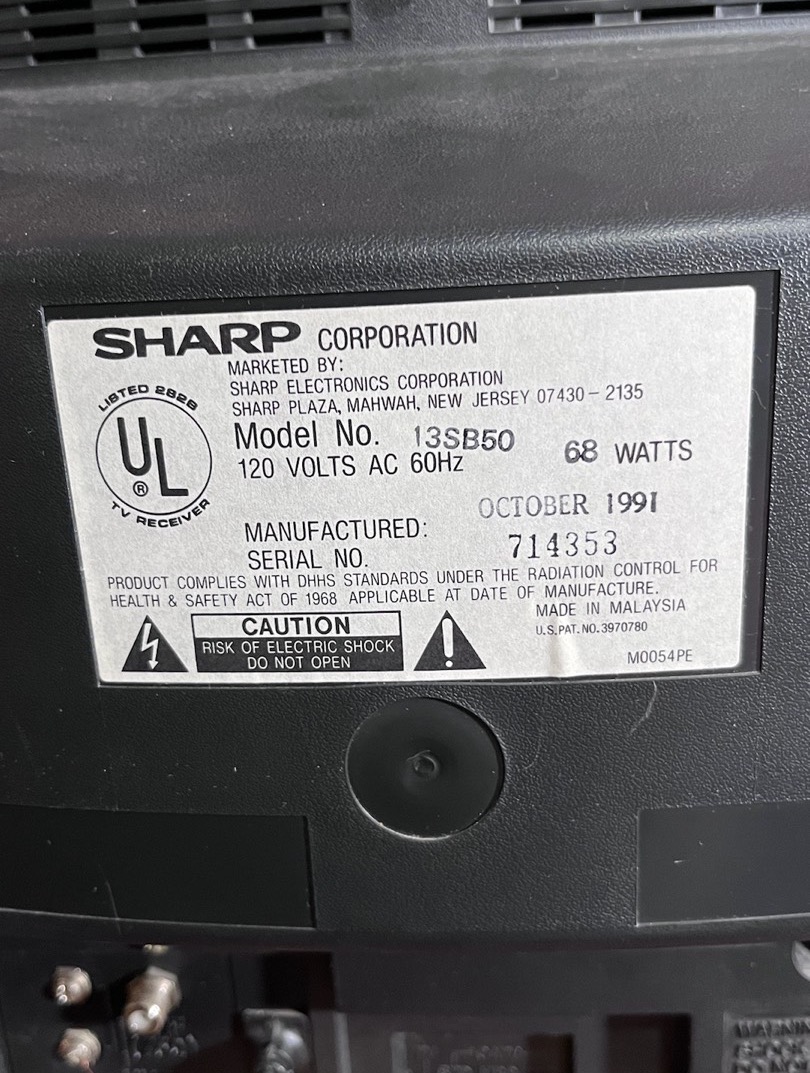 SHARP CORPORATION
MARKETED BY:
SHARP ELECTRONICS CORPORATION
SHARP PLAZA, MAHWAH, NEW JERSEY 07430-2135
LISTED 282B
UL
®
TV RECEIVER
Model No. 13SB50 68 WATTS
120 VOLTS AC 60Hz
MANUFACTURED: OCTOBER 1991
SERIAL NO. 714353
PRODUCT COMPLIES WITH DHHS STANDARDS UNDER THE RADIATION CONTROL FOR
HEALTH & SAFETY ACT OF 1968 APPLICABLE AT DATE OF MANUFACTURE.
MADE IN MALAYSIA
U.S.PAT.NO.3970780
CAUTION
RISK OF ELECTRIC SHOCK
DO NOT OPEN
M0054PE
WARNING